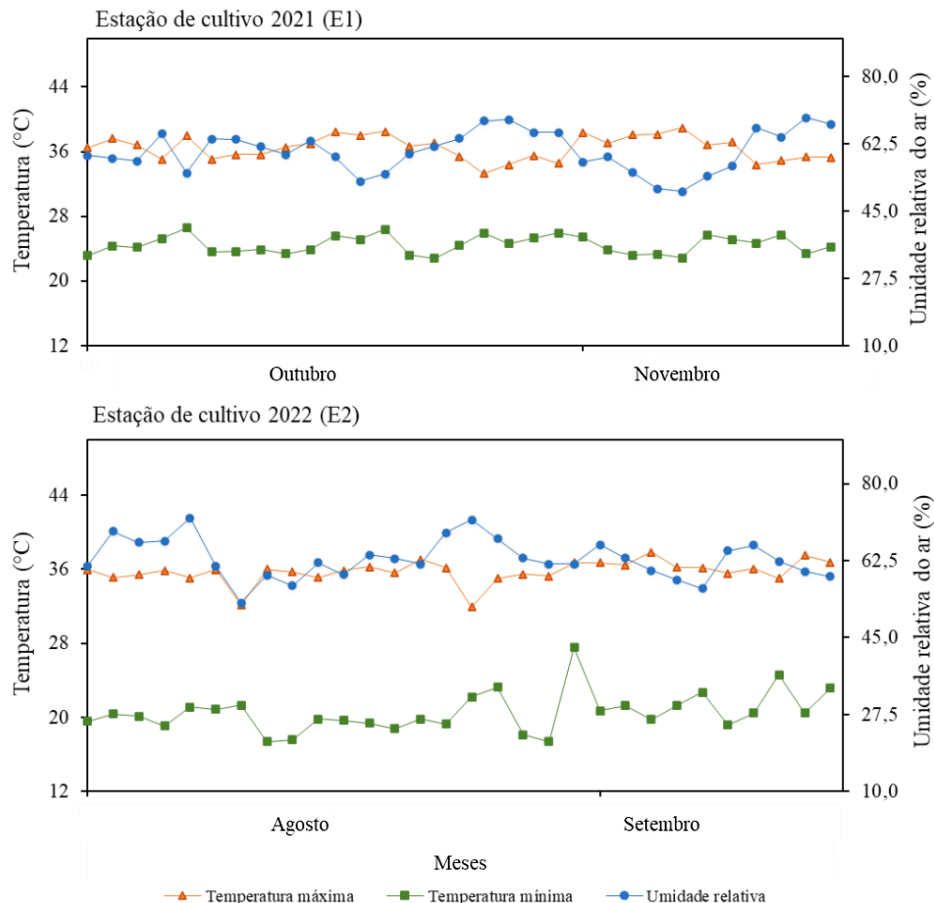 Estação de cultivo 2021 (E1)
Temperatura (°C)
44
36
28
20
12
80,0
62,5
45,0
27,5
10,0
Umidade relativa do ar (%)
Outubro
Novembro
Estação de cultivo 2022 (E2)
Temperatura (°C)
44
36
28
20
12
80,0
62,5
45,0
27,5
10,0
Umidade relativa do ar (%)
Agosto
Setembro
Meses
Temperatura máxima
Temperatura mínima
Umidade relativa